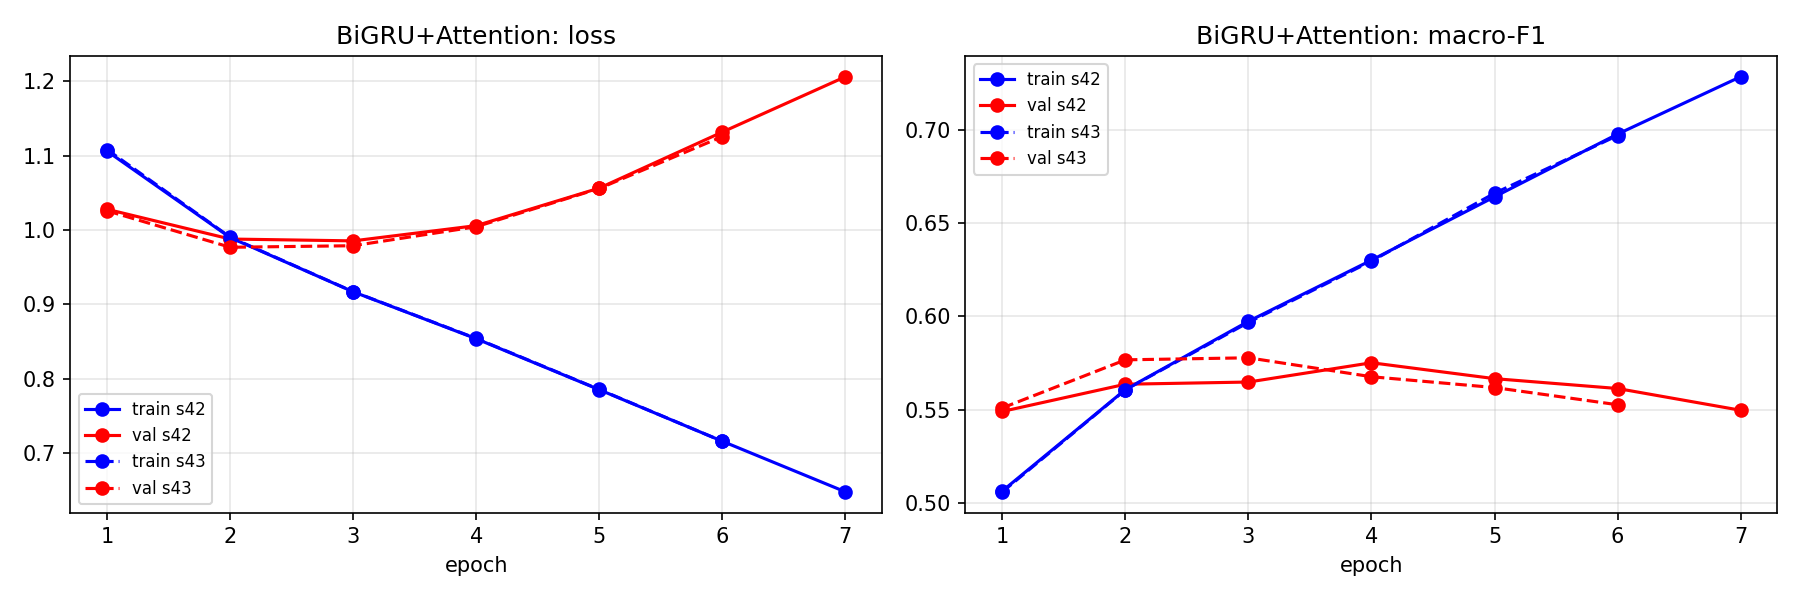 BiGRU+Attention: loss
1.2
1.1
1.0
0.9
0.8
0.7
train s42
val s42
train s43
val s43
1 2 3 4 5 6 7
epoch
BiGRU+Attention: macro-F1
train s42
val s42
train s43
val s43
0.70
0.65
0.60
0.55
0.50
1 2 3 4 5 6 7
epoch